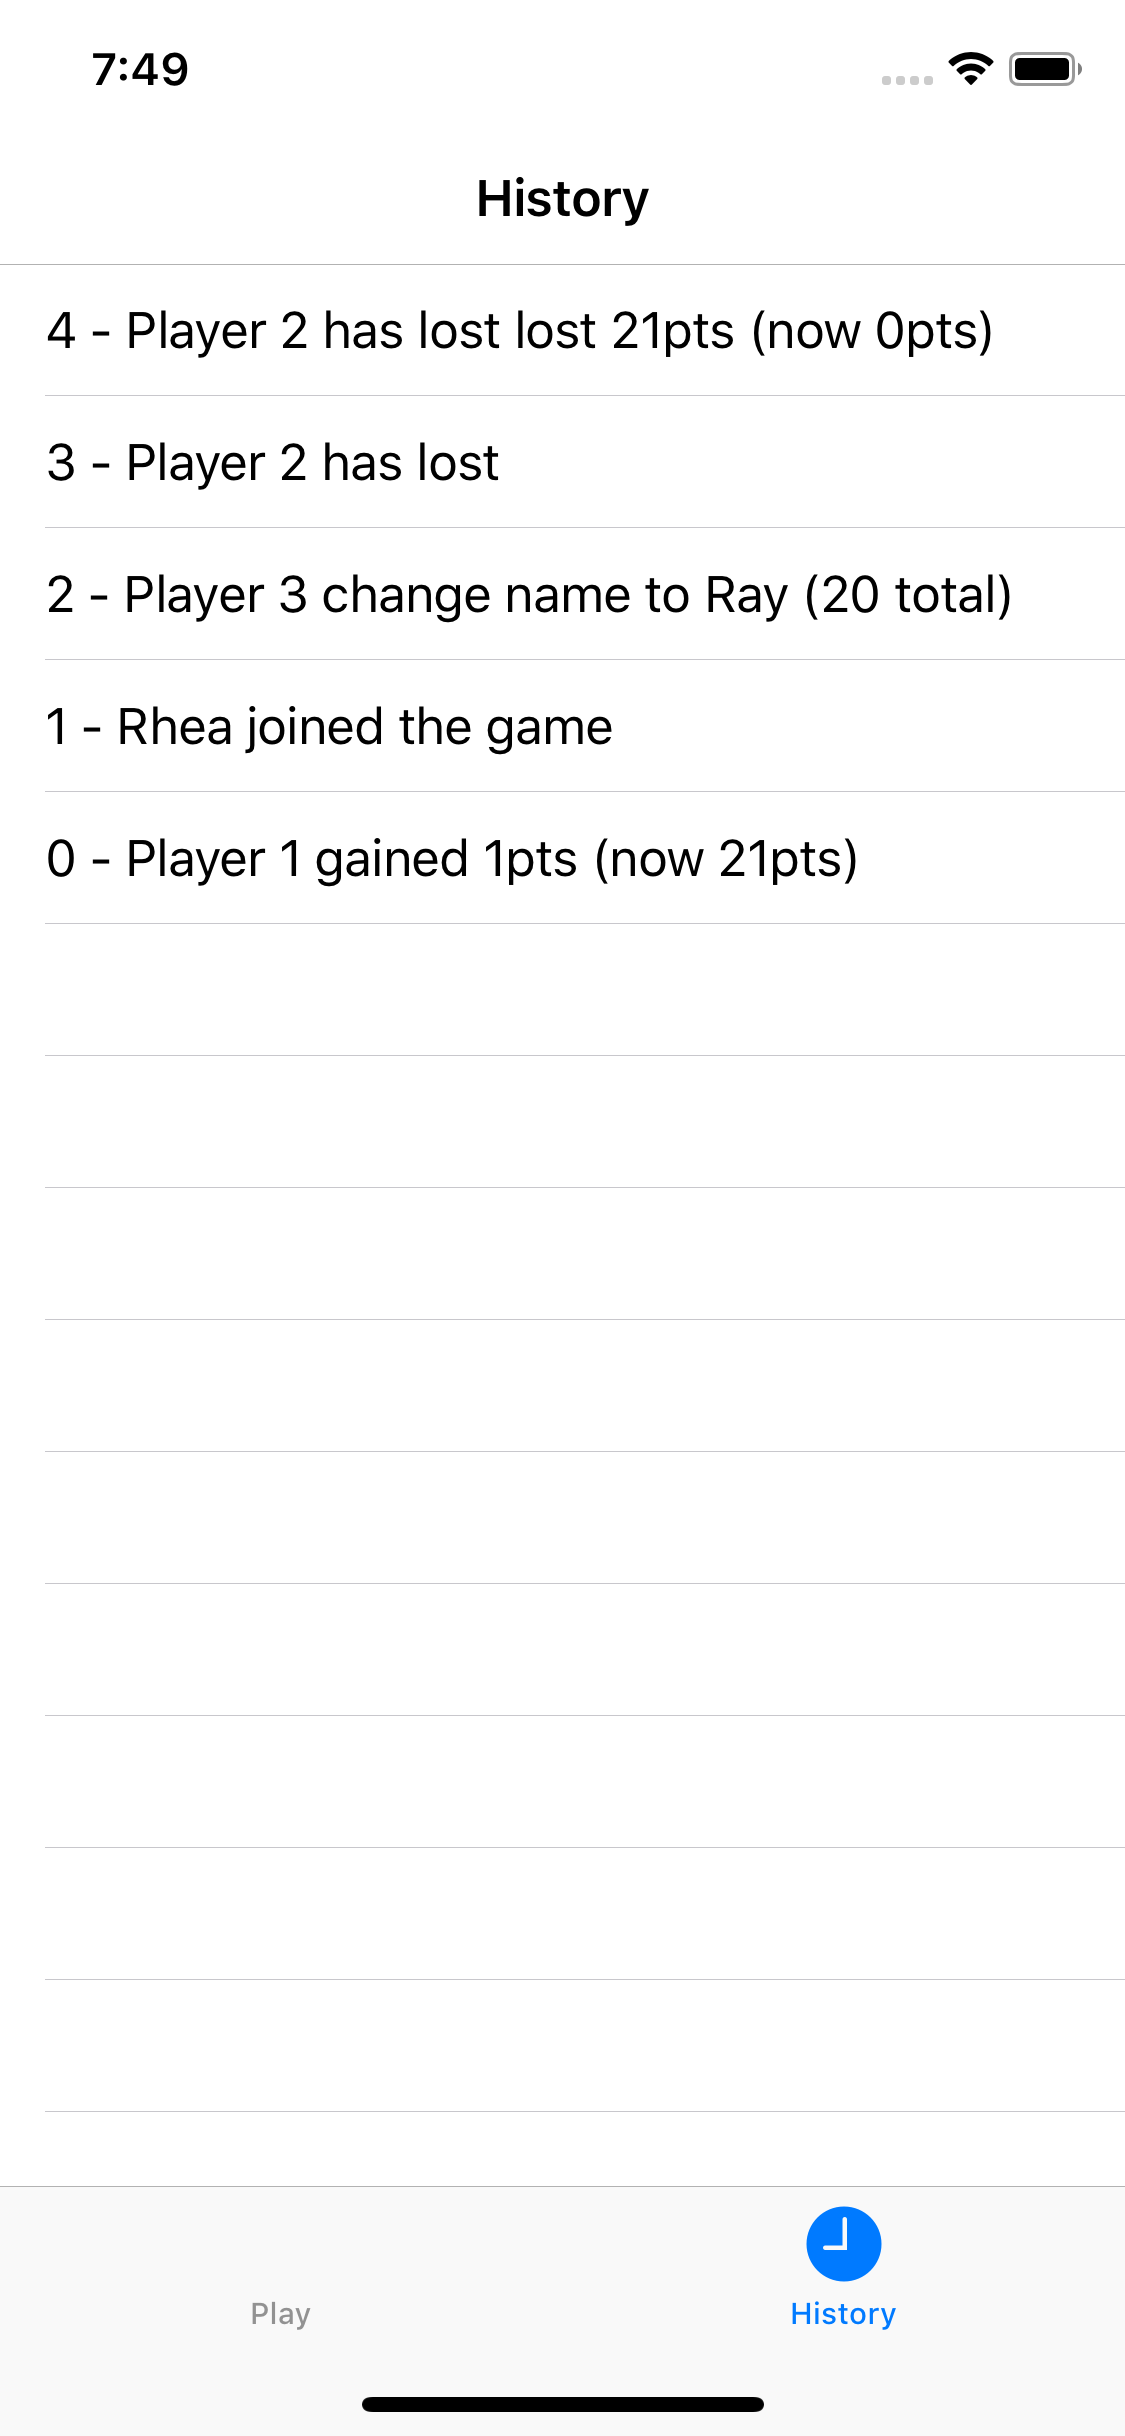 7:49
History
4 - Player 2 has lost lost 21pts (now 0pts)
3 - Player 2 has lost
2 - Player 3 change name to Ray (20 total)
1 - Rhea joined the game
0 - Player 1 gained 1pts (now 21pts)
Play
History